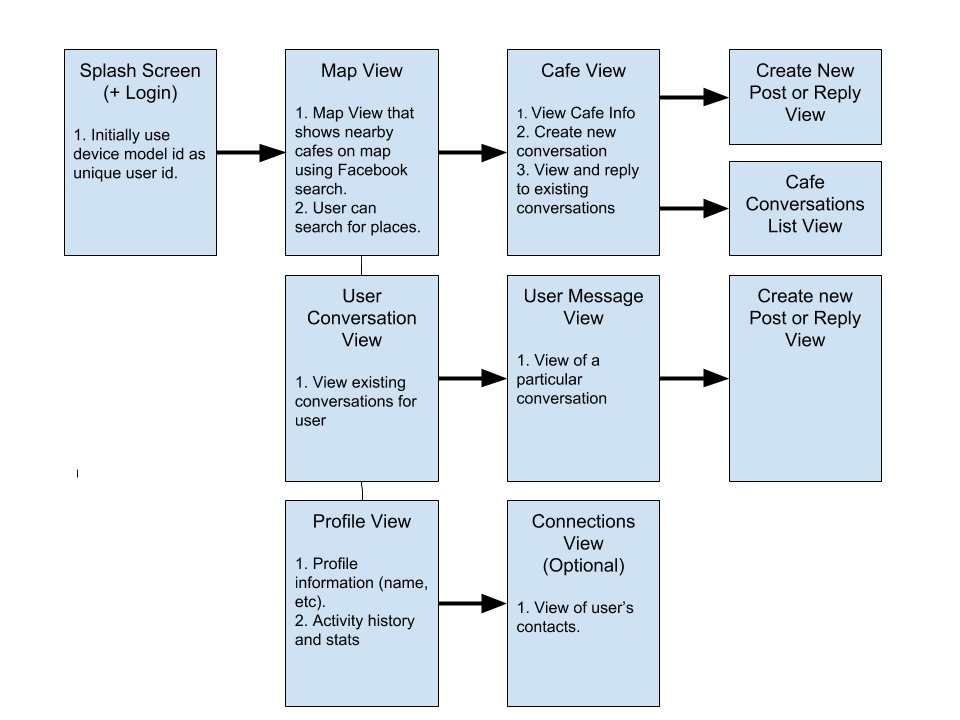 Splash Screen
(+ Login)
1. Initially use
device model id as
unique user id.
Map View
1. Map View that
shows nearby
cafes on map
using Facebook
search.
2. User can
search for places.
Cafe View
1. View Cafe Info
2. Create new
conversation
3. View and reply
to existing
conversations
Create New
Post or Reply
View
Cafe
Conversations
List View
User
Conversation
View
1. View existing
conversations for
user
User Message
View
1. View of a
particular
conversation
Create new
Post or Reply
View
Profile View
1. Profile
information (name,
etc).
2. Activity history
and stats
Connections
View
(Optional)
1. View of user’s
contacts.